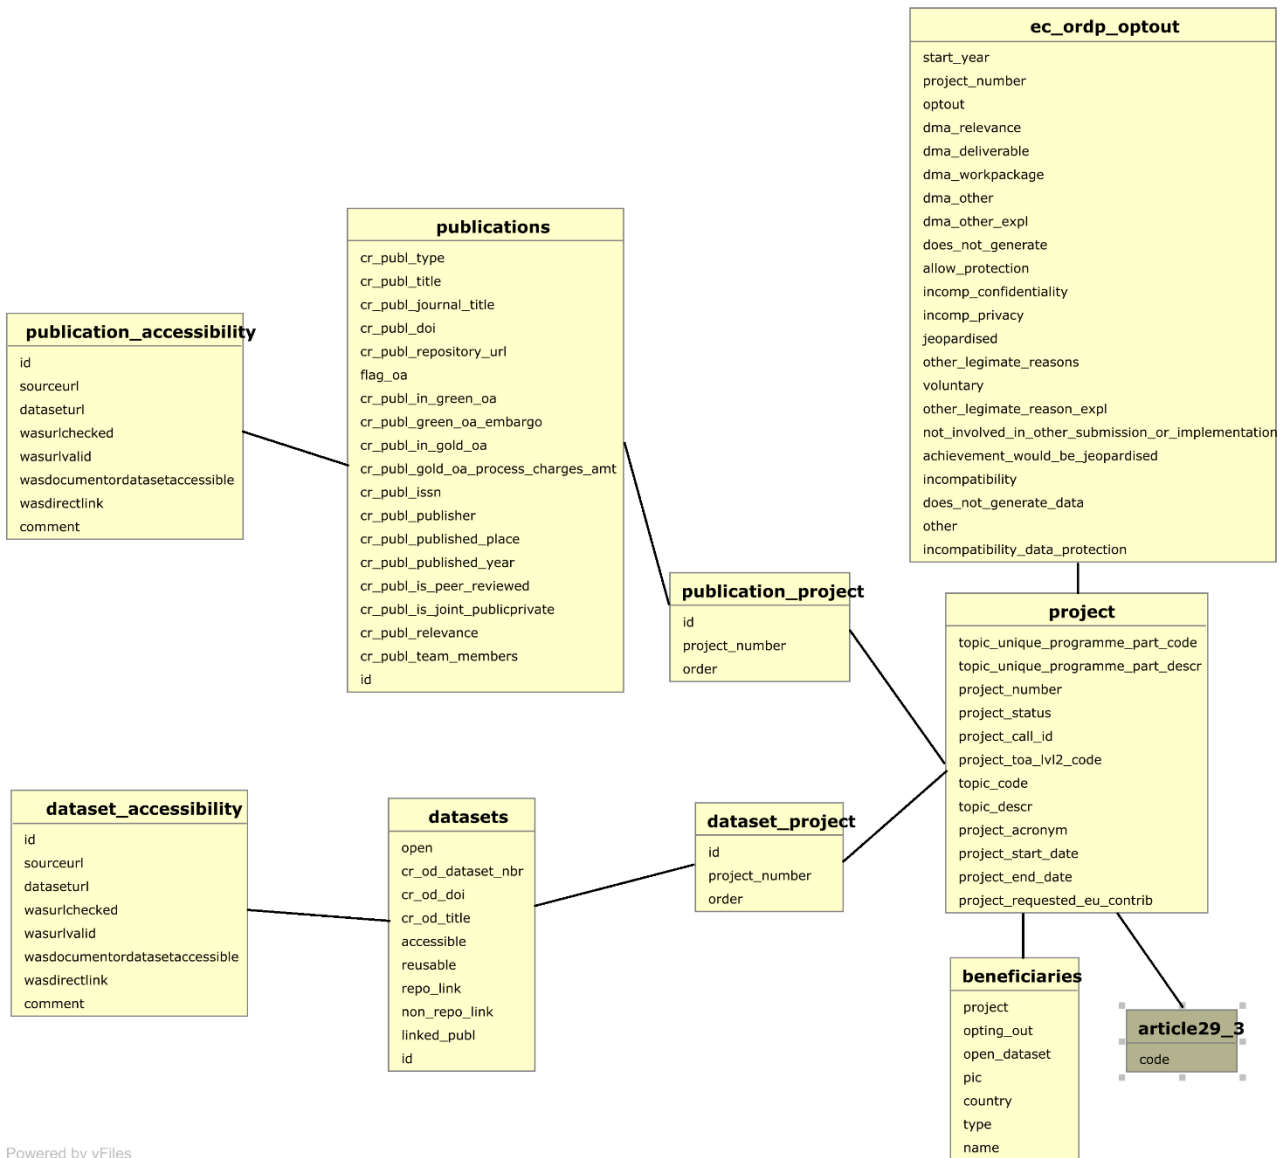 ec_ordp_optout
start_year
project_number
optout
dma_relevance
dma_deliverable
dma_workpackage
dma_other
dma_other_expl
does_not_generate
allow_protection
incomp_confidentiality
incomp_privacy
jeopardised
other_legimate_reasons
voluntary
other_legimate_reason_expl
not_involved_in_other_submission_or_implementation
achievement_would_be_jeopardised
incompatibility
does_not_generate_data
other
incompatibility_data_protection
publications
cr_publ_type
cr_publ_title
cr_publ_journal_title
cr_publ_doi
cr_publ_repository_url
flag_oa
cr_publ_in_green_oa
cr_publ_green_oa_embargo
cr_publ_in_gold_oa
cr_publ_gold_oa_process_charges_amt
cr_publ_issn
cr_publ_publisher
cr_publ_published_place
cr_publ_published_year
cr_publ_is_peer_reviewed
cr_publ_is_joint_publicprivate
cr_publ_relevance
cr_publ_team_members
id
publication_accessibility
id
sourceurl
dataseturl
wasurlchecked
wasurlvalid
wasdocumentordatasetaccessible
wasdirectlink
comment
publication_project
id
project_number
order
project
topic_unique_programme_part_code
topic_unique_programme_part_descr
project_number
project_status
project_call_id
project_toa_lvl2_code
topic_code
topic_descr
project_acronym
project_start_date
project_end_date
project_requested_eu_contrib
dataset_accessibility
id
sourceurl
dataseturl
wasurlchecked
wasurlvalid
wasdocumentordatasetaccessible
wasdirectlink
comment
datasets
open
cr_od_dataset_nbr
cr_od_doi
cr_od_title
accessible
reusable
repo_link
non_repo_link
linked_publ
id
dataset_project
id
project_number
order
beneficiaries
project
opting_out
open_dataset
pic
country
type
name
article29_3
code
Powered by yFiles